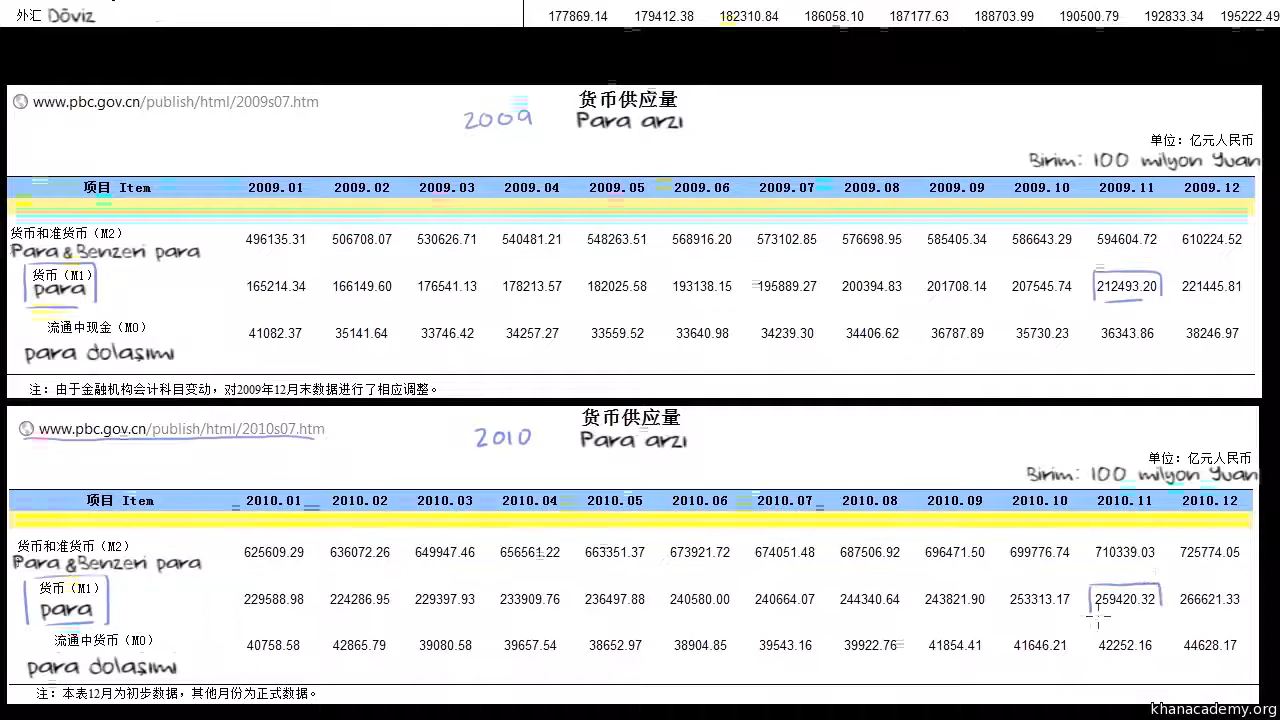 外汇 Döviz 177869.14 179412.38 182310.84 186058.10 187177.63 188703.99 190500.79 192833.34 195222.49
www.pbc.gov.cn/publish/html/2009s07.htm
货币供应量
2009 Para arzı
单位：亿元人民币
Birim: 100 milyon Yuan
项目 Item 2009.01 2009.02 2009.03 2009.04 2009.05 2009.06 2009.07 2009.08 2009.09 2009.10 2009.11 2009.12
货币和准货币（M2） 496135.31 506708.07 530626.71 540481.21 548263.51 568916.20 573102.85 576698.95 585405.34 586643.29 594604.72 610224.52
Para & Benzeri para
货币（M1） 165214.34 166149.60 176541.13 178213.57 182025.58 193138.15 195889.27 200394.83 201708.14 207545.74 212493.20 221445.81
para
流通中现金（M0） 41082.37 35141.64 33746.42 34257.27 33559.52 33640.98 34239.30 34406.62 36787.89 35730.23 36343.86 38246.97
para dolaşımı
注：由于金融机构会计科目变动，对2009年12月末数据进行了相应调整。
货币供应量
www.pbc.gov.cn/publish/html/2010s07.htm
2010 Para arzı
单位：亿元人民币
Birim: 100 milyon Yuan
项目 Item 2010.01 2010.02 2010.03 2010.04 2010.05 2010.06 2010.07 2010.08 2010.09 2010.10 2010.11 2010.12
货币和准货币（M2） 625609.29 636072.26 649947.46 656561.22 663351.37 673921.72 674051.48 687506.92 696471.50 699776.74 710339.03 725774.05
Para & Benzeri para
货币（M1） 229588.98 224286.95 229397.93 233909.76 236497.88 240580.00 240664.07 244340.64 243821.90 253313.17 259420.32 266621.33
para
流通中货币（M0） 40758.58 42865.79 39080.58 39657.54 38652.97 38904.85 39543.16 39922.76 41854.41 41646.21 42252.16 44628.17
para dolaşımı
注：本表12月为初步数据，其他月份为正式数据。
khanacademy.org